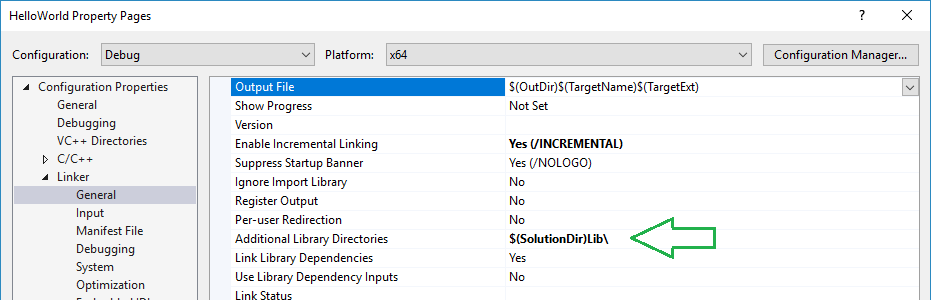 HelloWorld Property Pages ?
Configuration: Debug Platform: x64 Configuration Manager...
Configuration Properties
General
Debugging
VC++ Directories
C/C++
Linker
General
Input
Manifest File
Debugging
System
Optimization
Output File $(OutDir)$(TargetName)$(TargetExt)
Show Progress Not Set
Version
Enable Incremental Linking Yes (/INCREMENTAL)
Suppress Startup Banner Yes (/NOLOGO)
Ignore Import Library No
Register Output No
Per-user Redirection No
Additional Library Directories $(SolutionDir)Lib\
Link Library Dependencies Yes
Use Library Dependency Inputs No
Link Status